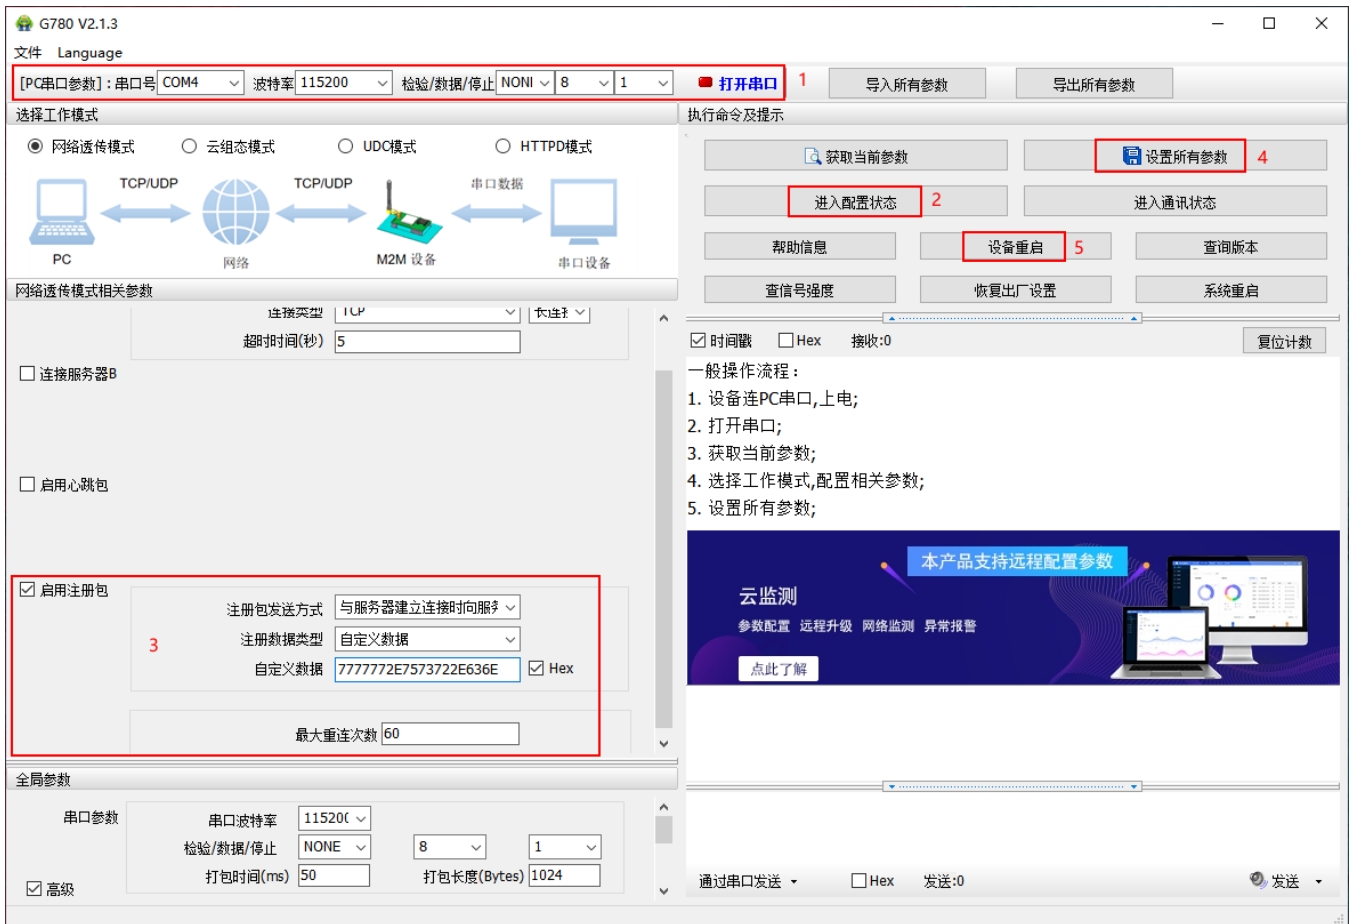 G780 V2.1.3
文件 Language
[PC串口参数]：串口号 COM4 波特率 115200 检验/数据/停止 NONI 8 1 打开串口 1 导入所有参数 导出所有参数
选择工作模式
网络透传模式 云组态模式 UDC模式 HTTPD模式
TCP/UDP TCP/UDP 串口数据
PC 网络 M2M 设备 串口设备
网络透传模式相关参数
连接类型 TCP 长连接
超时时间(秒) 5
连接服务器B
启用心跳包
启用注册包
注册包发送方式 与服务器建立连接时向服务
注册数据类型 自定义数据
3
自定义数据 7777772E7573722E636E Hex
最大重连次数 60
全局参数
串口参数
串口波特率 11520(
检验/数据/停止 NONE 8 1
打包时间(ms) 50 打包长度(Bytes) 1024
高级
执行命令及提示
获取当前参数 设置所有参数 4
进入配置状态 2 进入通讯状态
帮助信息 设备重启 5 查询版本
查信号强度 恢复出厂设置 系统重启
时间戳 Hex 接收:0 复位计数
一般操作流程：
1. 设备连PC串口,上电;
2. 打开串口;
3. 获取当前参数;
4. 选择工作模式,配置相关参数;
5. 设置所有参数;
本产品支持远程配置参数
云监测
参数配置 远程升级 网络监测 异常报警
点此了解
通过串口发送 Hex 发送:0 发送